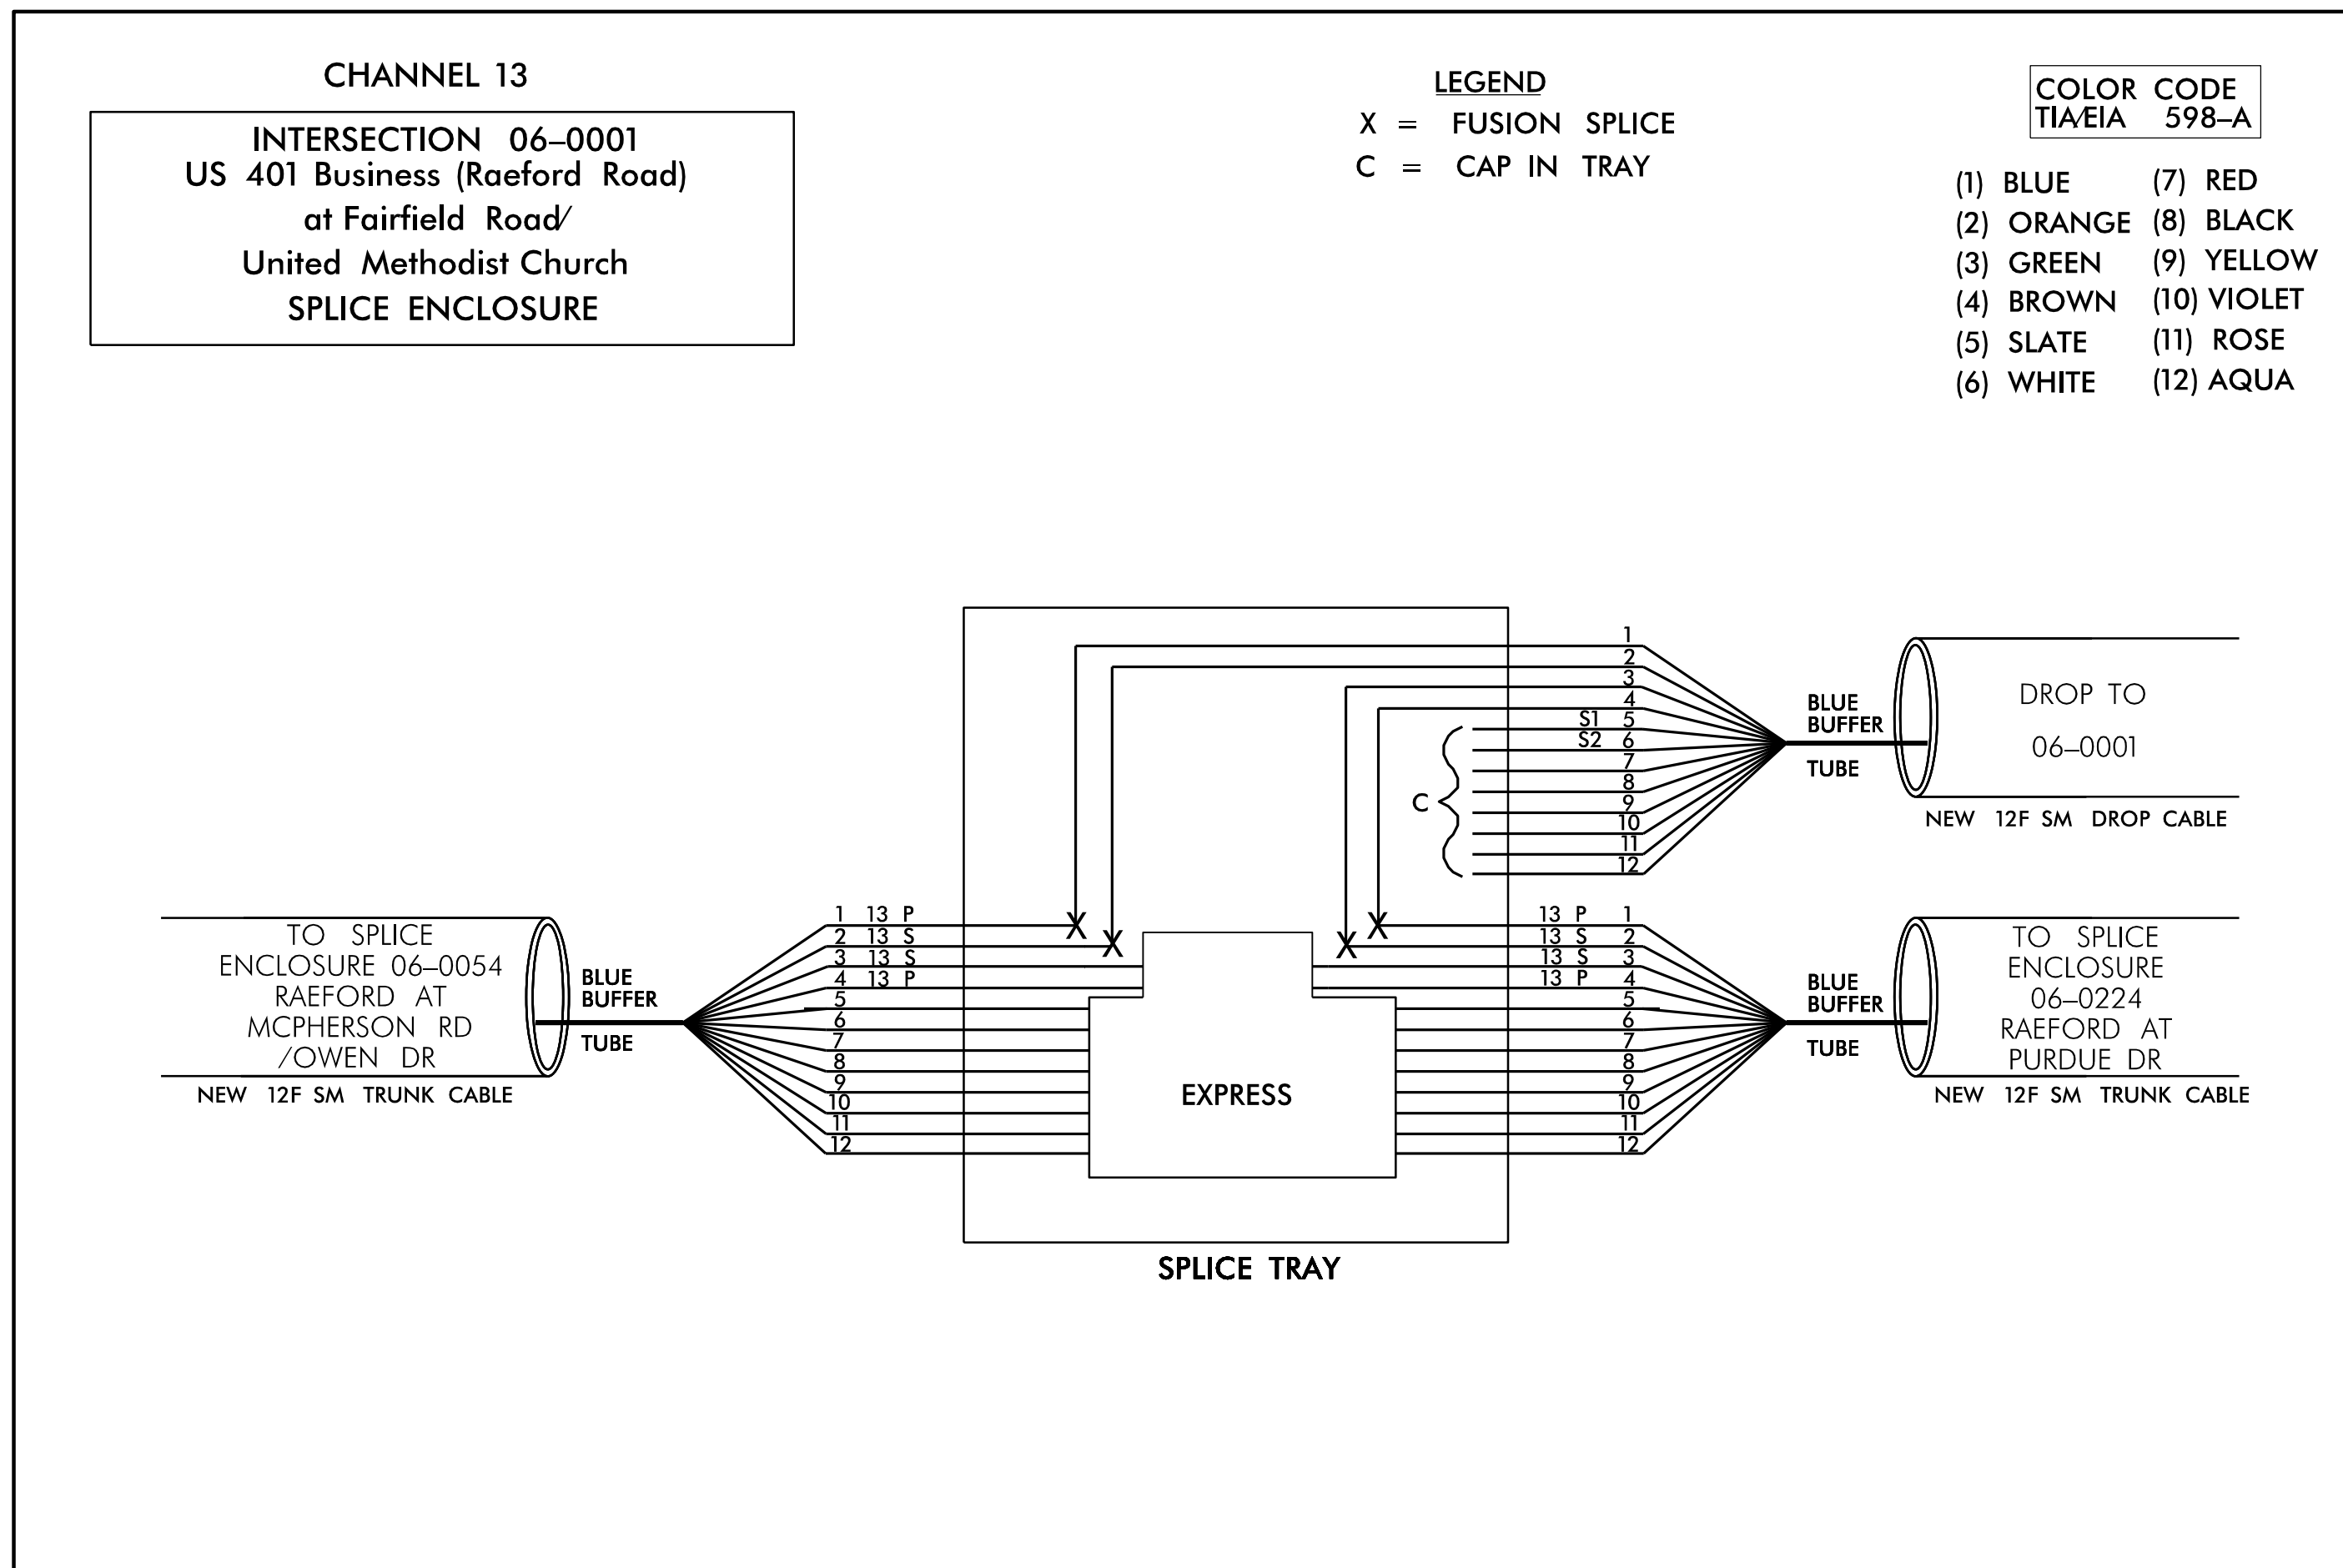 CHANNEL 13
INTERSECTION 06–0001
US 401 Business (Raeford Road)
at Fairfield Road/
United Methodist Church
SPLICE ENCLOSURE
LEGEND
X = FUSION SPLICE
C = CAP IN TRAY
COLOR CODE
TIA/EIA 598–A
(1) BLUE (7) RED
(2) ORANGE (8) BLACK
(3) GREEN (9) YELLOW
(4) BROWN (10) VIOLET
(5) SLATE (11) ROSE
(6) WHITE (12) AQUA
1
2
3
4
S1 5
S2 6
7
8
9
10
11
12
C
BLUE
BUFFER
TUBE
DROP TO
06–0001
NEW 12F SM DROP CABLE
TO SPLICE
ENCLOSURE 06–0054
RAEFORD AT
MCPHERSON RD
/OWEN DR
NEW 12F SM TRUNK CABLE
BLUE
BUFFER
TUBE
1 13 P
2 13 S
3 13 S
4 13 P
5
6
7
8
9
10
11
12
X
X
X
X
EXPRESS
SPLICE TRAY
13 P 1
13 S 2
13 S 3
13 P 4
5
6
7
8
9
10
11
12
BLUE
BUFFER
TUBE
TO SPLICE
ENCLOSURE
06–0224
RAEFORD AT
PURDUE DR
NEW 12F SM TRUNK CABLE